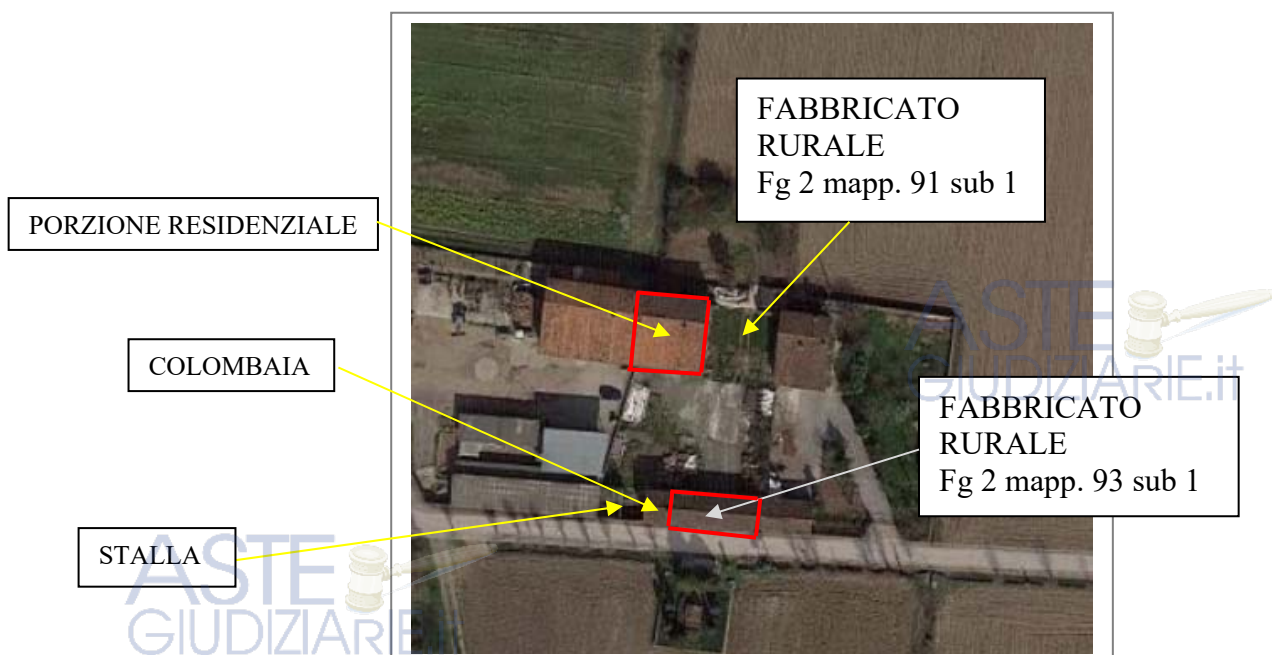 FABBRICATO
RURALE
Fg 2 mapp. 91 sub 1
PORZIONE RESIDENZIALE
ASTE
GIUDIZIARIE.it
COLOMBAIA
FABBRICATO
RURALE
Fg 2 mapp. 93 sub 1
STALLA
ASTE
GIUDIZIARIE